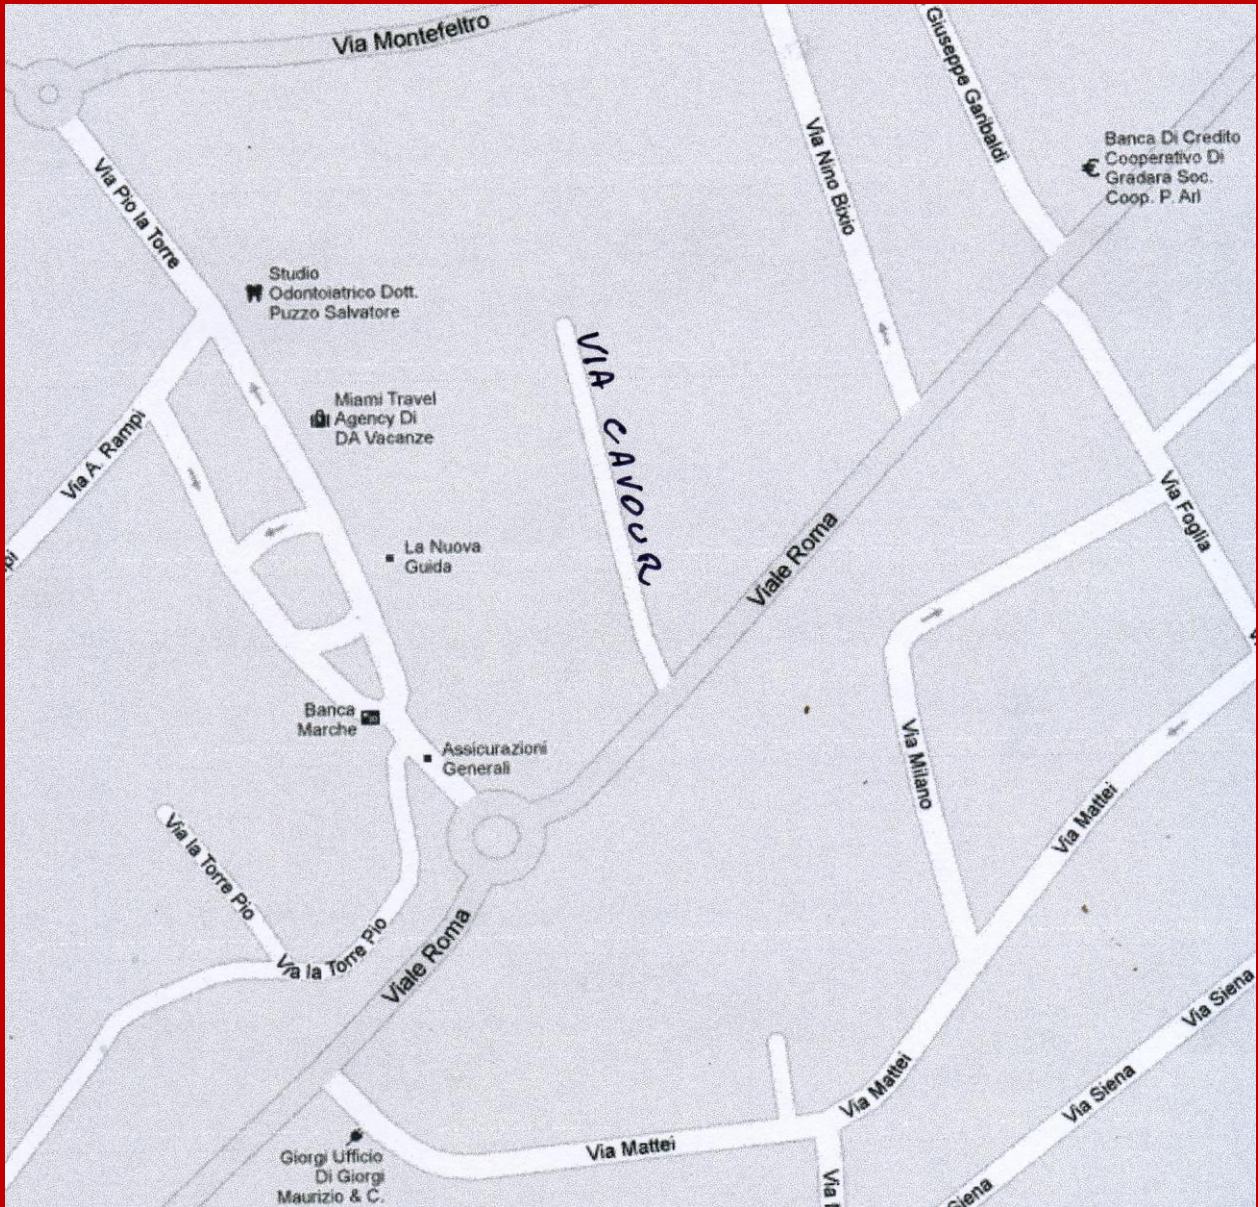 Via Montefeltro
Giuseppe Garibaldi
Via Nino Bixio
Banca Di Credito
Cooperativo Di
Gradara Soc.
Coop. P. Arl
Via Pio la Torre
Studio
Odontoiatrico Dott.
Puzzo Salvatore
VIA CAVOUR
Miami Travel
Agency Di
DA Vacanze
Via A. Rampi
pi
La Nuova
Guida
Viale Roma
Via Foglia
Banca
Marche
Assicurazioni
Generali
Via Milano
Via Mattei
Via la Torre Pio
Via la Torre Pio
Viale Roma
Via Siena
Via Siena
Via Mattei
Via Mattei
Giorgi Ufficio
Di Giorgi
Maurizio & C.
Via
Siena